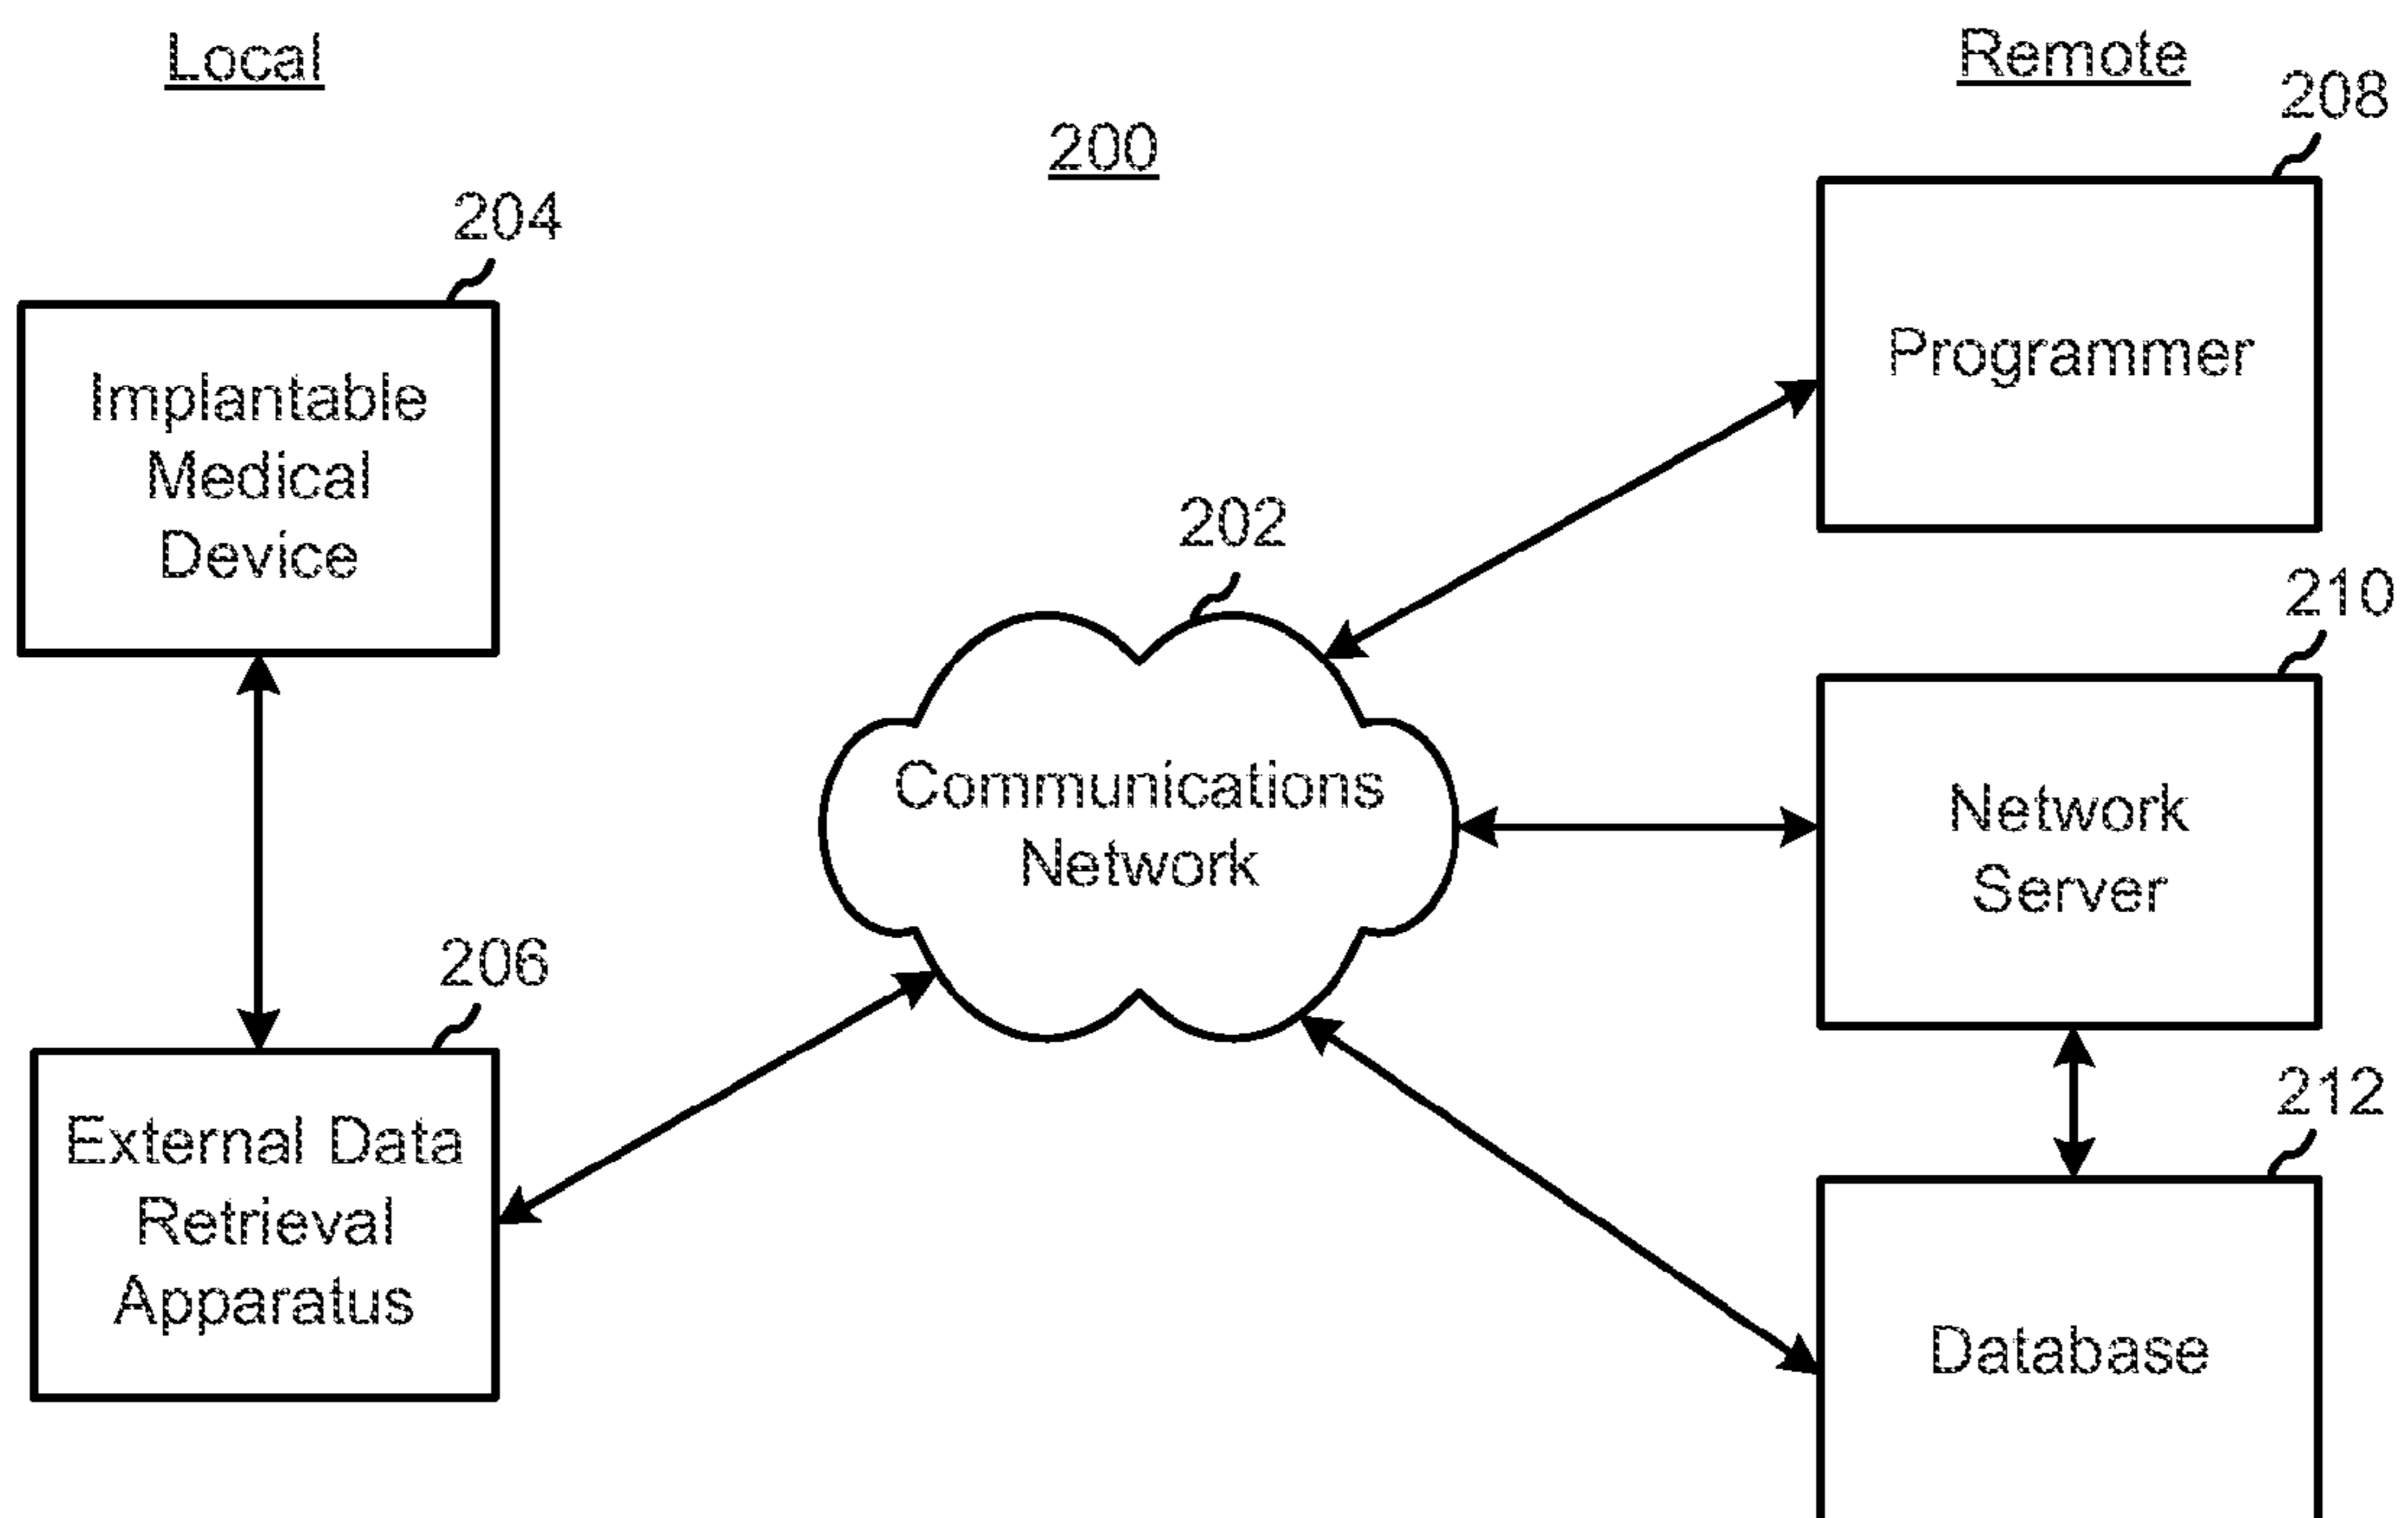 Local
Remote
200
204
Implantable
Medical
Device
208
Programmer
202
Communications
Network
210
Network
Server
206
External Data
Retrieval
Apparatus
212
Database